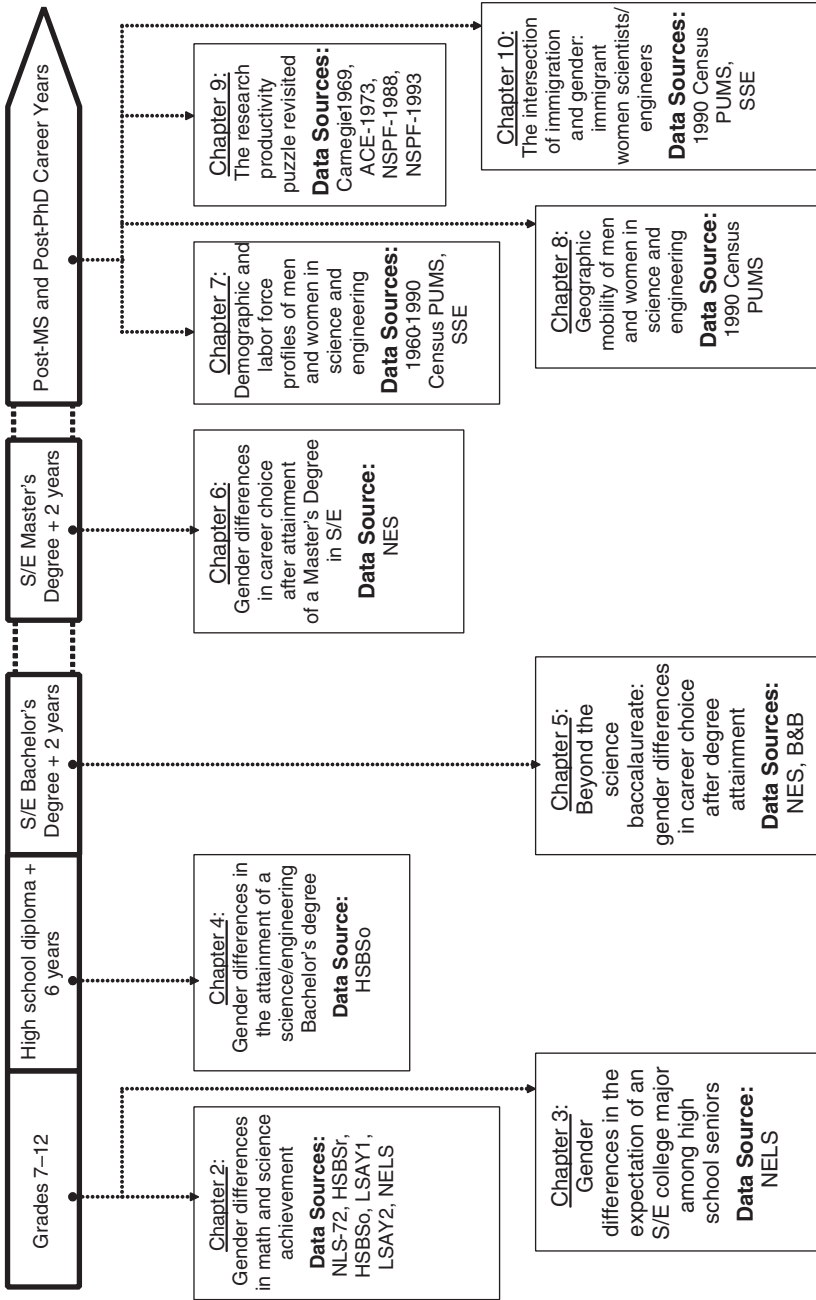 Grades 7–12
High school diploma +
6 years
S/E Bachelor's
Degree + 2 years
S/E Master's
Degree + 2 years
Post-MS and Post-PhD Career Years
Chapter 2:
Gender differences
in math and science
achievement
Data Sources:
NLS-72, HSBSr,
HSBSo, LSAY1,
LSAY2, NELS
Chapter 3:
Gender
differences in the
expectation of an
S/E college major
among high
school seniors
Data Source:
NELS
Chapter 4:
Gender differences in
the attainment of a
science/engineering
Bachelor's degree
Data Source:
HSBSo
Chapter 5:
Beyond the
science
baccalaureate:
gender differences
in career choice
after degree
attainment
Data Sources:
NES, B&B
Chapter 6:
Gender differences
in career choice
after attainment
of a Master's Degree
in S/E
Data Source:
NES
Chapter 7:
Demographic and
labor force
profiles of men
and women in
science and
engineering
Data Sources:
1960-1990
Census PUMS,
SSE
Chapter 8:
Geographic
mobility of men
and women in
science and
engineering
Data Source:
1990 Census
PUMS
Chapter 9:
The research
productivity
puzzle revisited
Data Sources:
Carnegie1969,
ACE-1973,
NSPF-1988,
NSPF-1993
Chapter 10:
The intersection
of immigration
and gender:
immigrant
women scientists/
engineers
Data Sources:
1990 Census
PUMS,
SSE